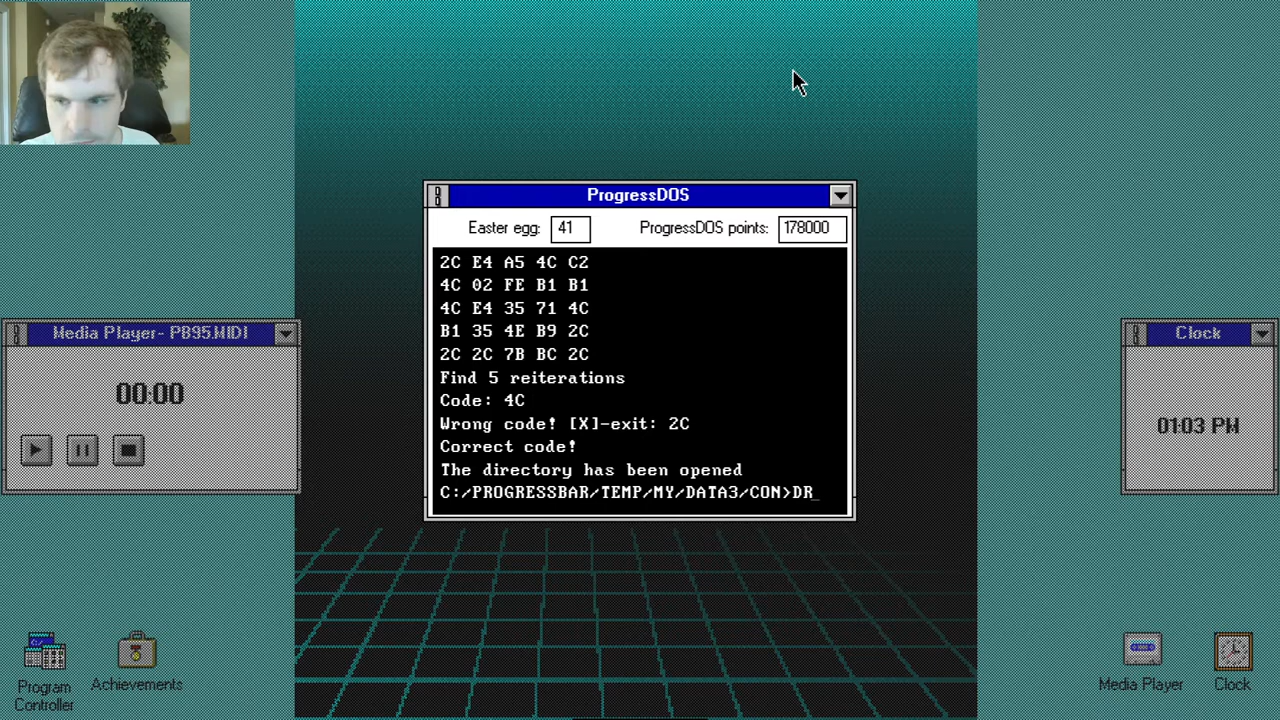 ProgressDOS
Easter egg: 41 ProgressDOS points: 178000
2C E4 A5 4C C2
4C 02 FE B1 B1
4C E4 35 71 4C
B1 35 4E B9 2C
2C 2C 7B BC 2C
Find 5 reiterations
Code: 4C
Wrong code! [X]-exit: 2C
Correct code!
The directory has been opened
C:/PROGRESSBAR/TEMP/MY/DATA3/CON>DR_
Media Player- PB95.MIDI
00:00
Clock
01:03 PM
Program
Controller
Achievements
Media Player
Clock